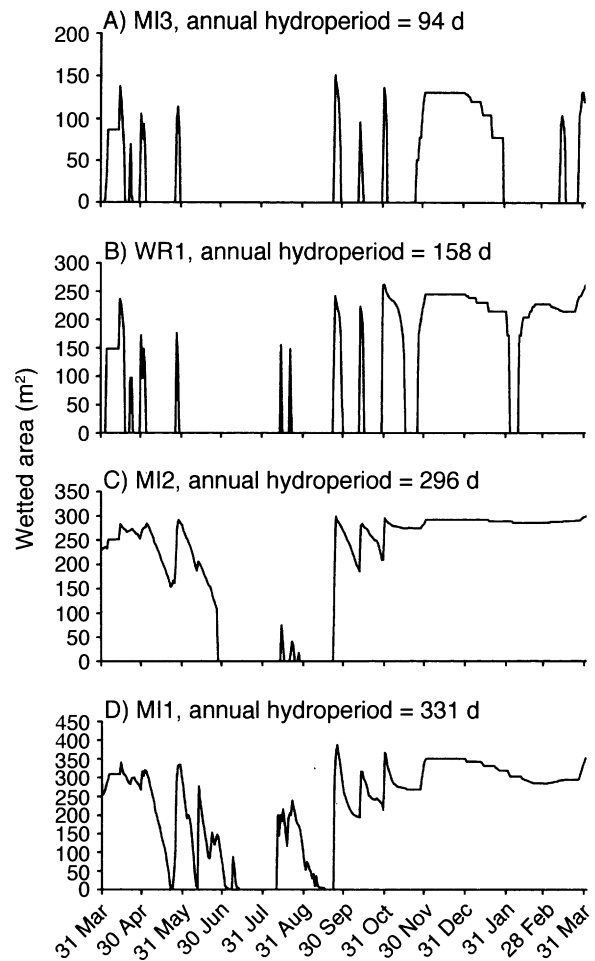 A) MI3, annual hydroperiod = 94 d
200
150
100
50
0
B) WR1, annual hydroperiod = 158 d
300
250
200
150
100
50
0
Wetted area (m²)
C) MI2, annual hydroperiod = 296 d
350
300
250
200
150
100
50
0
D) MI1, annual hydroperiod = 331 d
450
400
350
300
250
200
150
100
50
0
31 Mar
30 Apr
31 May
30 Jun
31 Jul
31 Aug
30 Sep
31 Oct
30 Nov
31 Dec
31 Jan
28 Feb
31 Mar